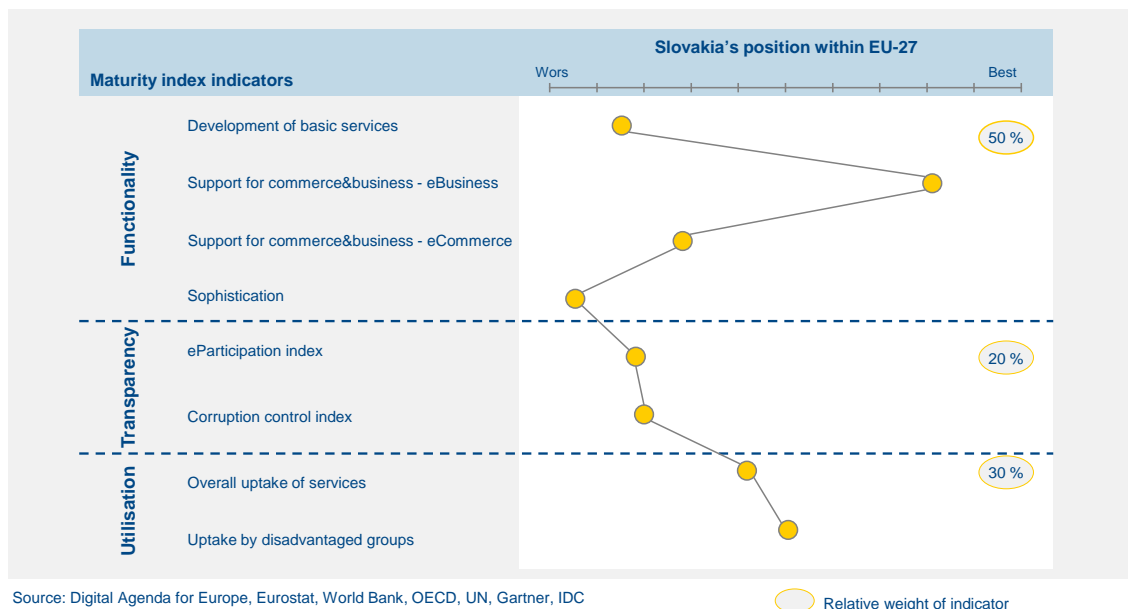 Slovakia's position within EU-27
Wors
Best
Maturity index indicators
Functionality
Development of basic services
50 %
Support for commerce&business - eBusiness
Support for commerce&business - eCommerce
Sophistication
Transparency
eParticipation index
20 %
Corruption control index
Utilisation
Overall uptake of services
30 %
Uptake by disadvantaged groups
Source: Digital Agenda for Europe, Eurostat, World Bank, OECD, UN, Gartner, IDC
Relative weight of indicator